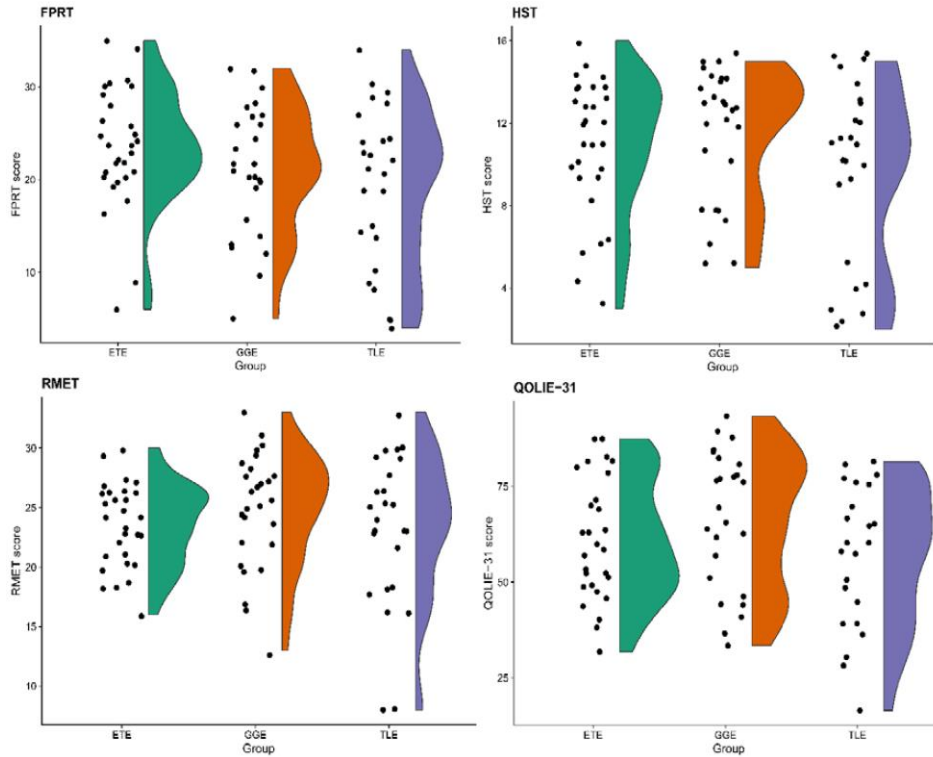 FPRT
30
20
10
FPRT score
ETE
GGE
TLE
Group
HST
16
12
8
4
HST score
ETE
GGE
TLE
Group
RMET
30
25
20
15
10
RMET score
ETE
GGE
TLE
Group
QOLIE-31
75
50
25
QOLIE-31 score
ETE
GGE
TLE
Group